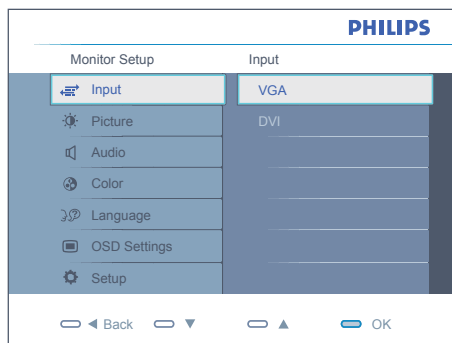 PHILIPS
Monitor Setup
Input
Input
VGA
Picture
DVI
Audio
Color
Language
OSD Settings
Setup
Back
OK